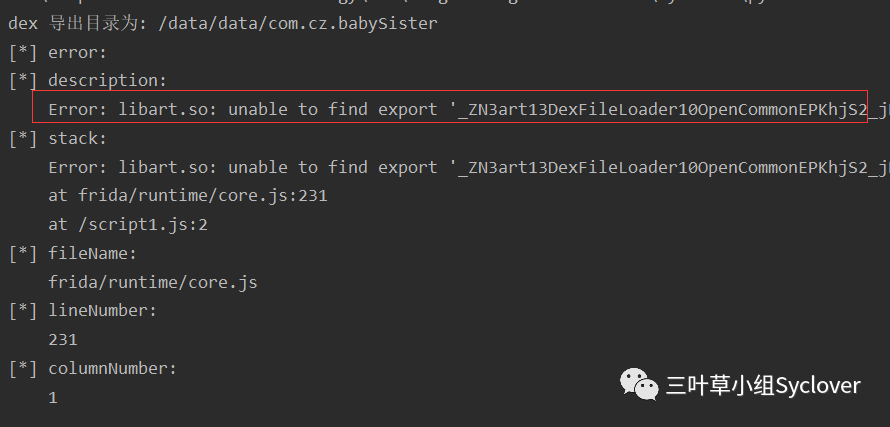 dex 导出目录为: /data/data/com.cz.babySister
[*] error:
[*] description:
Error: libart.so: unable to find export '_ZN3art13DexFileLoader10OpenCommonEPKhjS2_j
[*] stack:
Error: libart.so: unable to find export '_ZN3art13DexFileLoader10OpenCommonEPKhjS2_j
at frida/runtime/core.js:231
at /script1.js:2
[*] fileName:
frida/runtime/core.js
[*] lineNumber:
231
[*] columnNumber:
1
三叶草小组Syclover